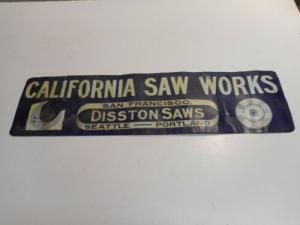 CALIFORNIA SAW WORKS
SAN FRANCISCO.
DISSTON SAWS
SEATTLE — PORTLAND